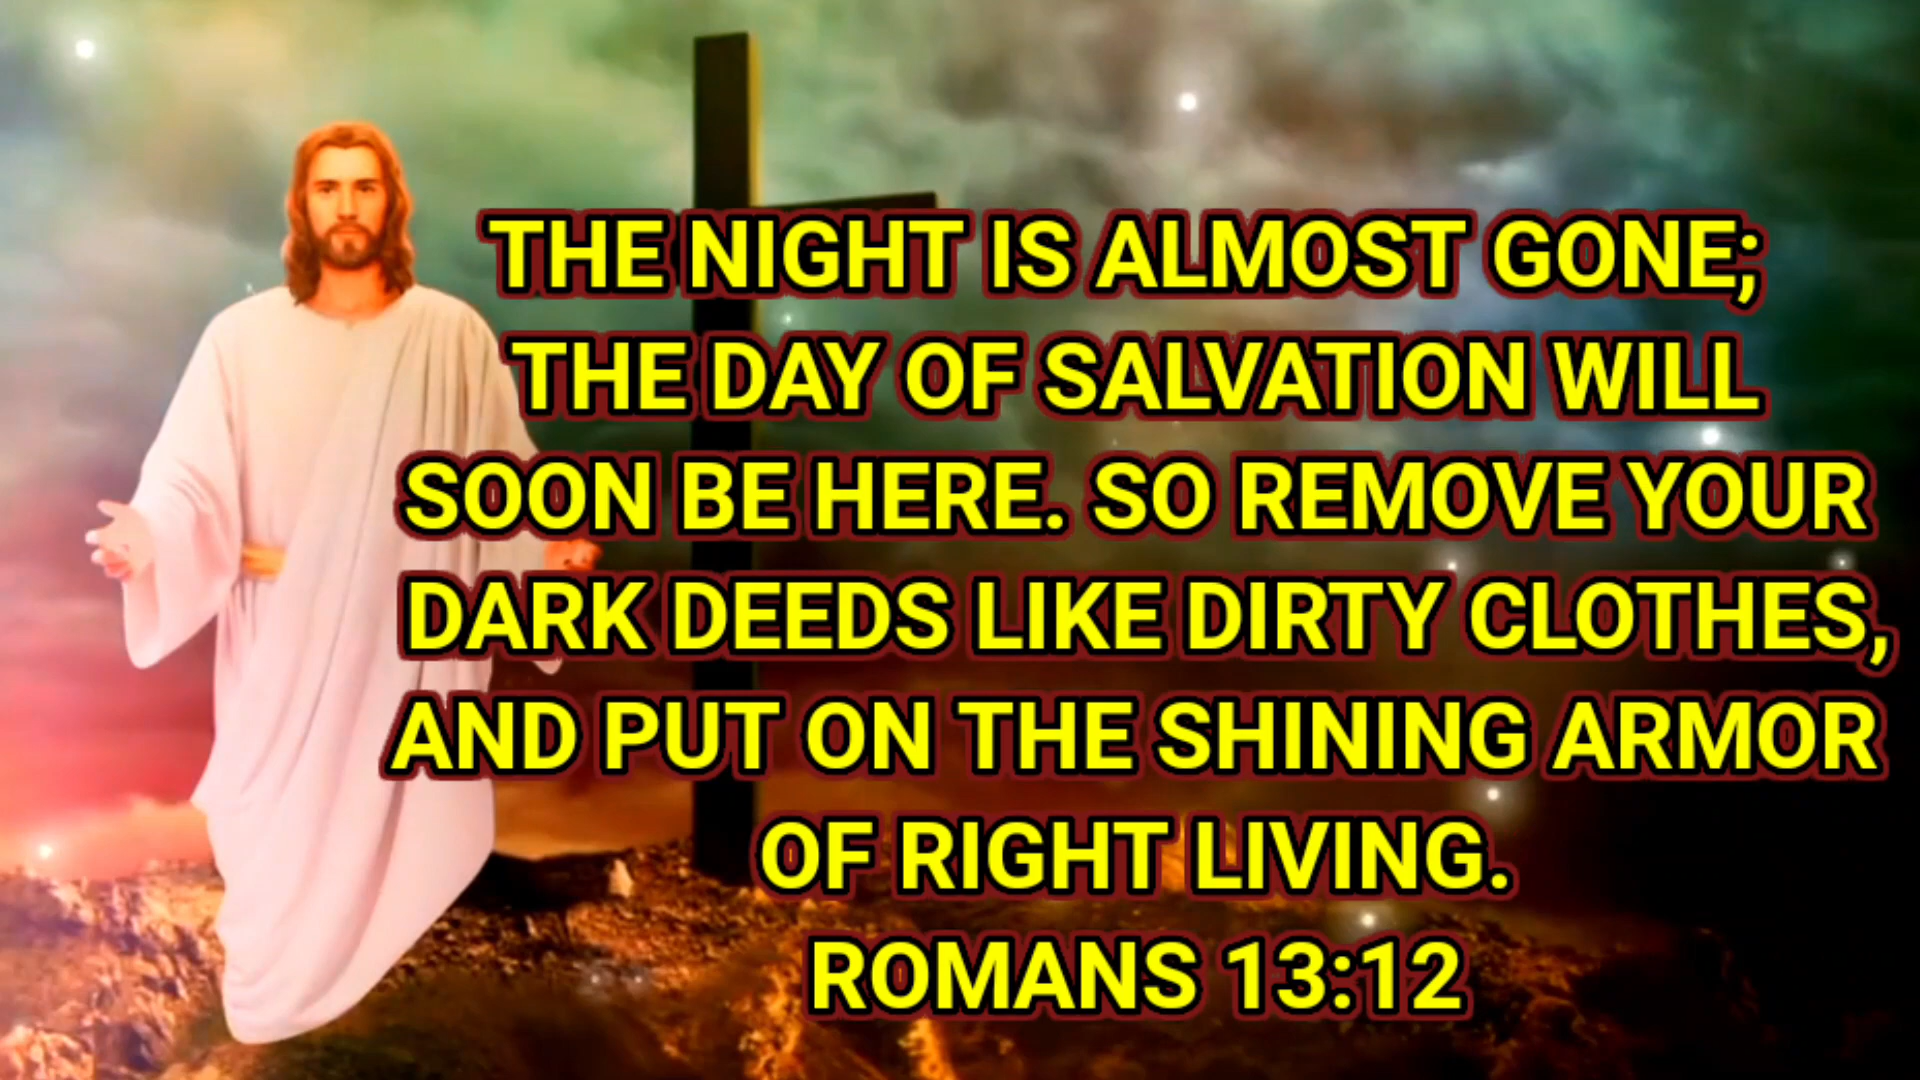 THE NIGHT IS ALMOST GONE;
THE DAY OF SALVATION WILL
SOON BE HERE. SO REMOVE YOUR
DARK DEEDS LIKE DIRTY CLOTHES,
AND PUT ON THE SHINING ARMOR
OF RIGHT LIVING.
ROMANS 13:12